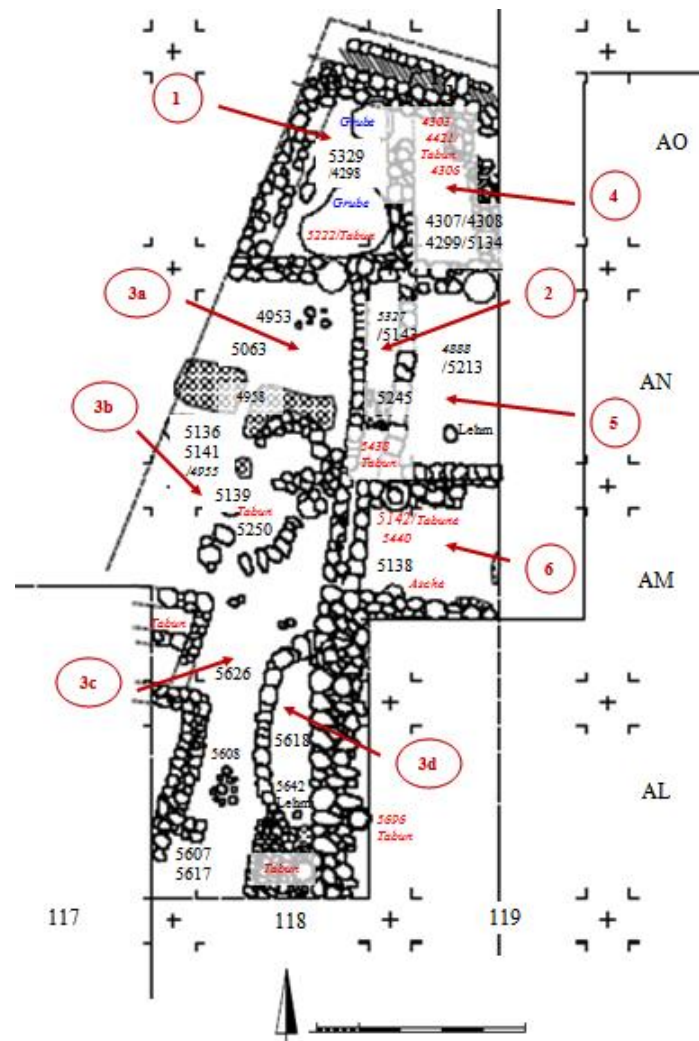 1
Grube
4303
4421/
Tabun
4306
AO
5329
/4298
Grube
4
5222/Tabun
4307/4308
4299/5134
3a
2
4953
5327
/5143
5063
4888
/5213
AN
4958
3b
5245
5
5136
5141
/4955
Lehm
5438
Tabun
5139
Tabun
5250
5142/Tabune
5440
5138
6
Asche
AM
Tabun
3c
5626
5618
3d
5608
5642
Lehm
AL
5696
Tabun
5607
5617
Tabun
117
118
119